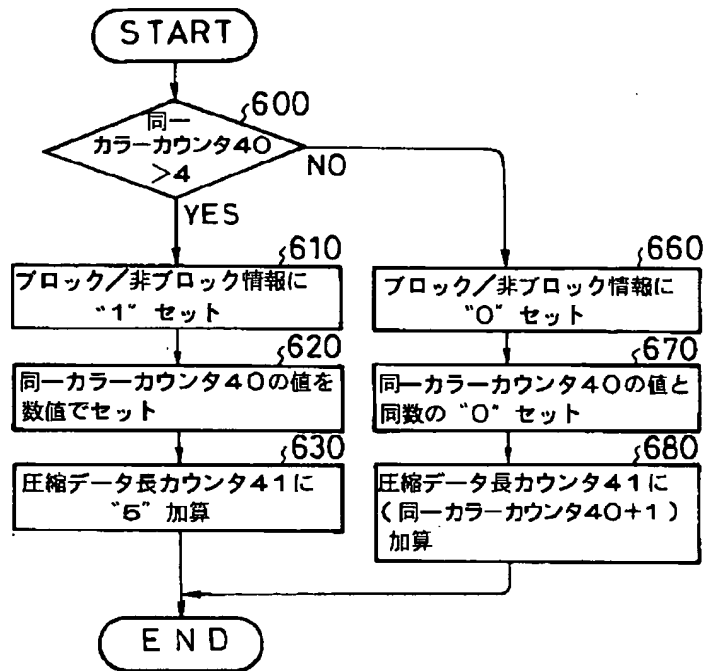 START
600
同一
カラーカウンタ40
>4
NO
YES
610
ブロック/非ブロック情報に
"1" セット
620
同一カラーカウンタ40の値を
数値でセット
630
圧縮データ長カウンタ41に
"5" 加算
660
ブロック/非ブロック情報に
"0" セット
670
同一カラーカウンタ40の値と
同数の "0" セット
680
圧縮データ長カウンタ41に
(同一カラーカウンタ40+1)
加算
END